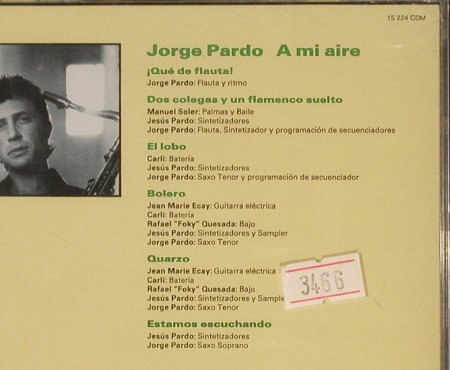 15 224 CDM
Jorge Pardo A mi aire
¡Qué de flauta!
Jorge Pardo: Flauta y ritmo
Dos colegas y un flamenco suelto
Manuel Soler: Palmas y Baile
Jesús Pardo: Sintetizadores
Jorge Pardo: Flauta, Sintetizador y programación de secuenciadores
El lobo
Carli: Batería
Jesús Pardo: Sintetizadores
Jorge Pardo: Saxo Tenor y programación de secuenciador
Bolero
Jean Marie Ecay: Guitarra eléctrica
Carli: Batería
Rafael "Foky" Quesada: Bajo
Jesús Pardo: Sintetizadores y Sampler
Jorge Pardo: Saxo Tenor
Quarzo
Jean Marie Ecay: Guitarra eléctrica
Carli: Batería
Rafael "Foky" Quesada: Bajo
Jesús Pardo: Sintetizadores y Sample
Jorge Pardo: Saxo Tenor
3466
Estamos escuchando
Jesús Pardo: Sintetizadores
Jorge Pardo: Saxo Soprano